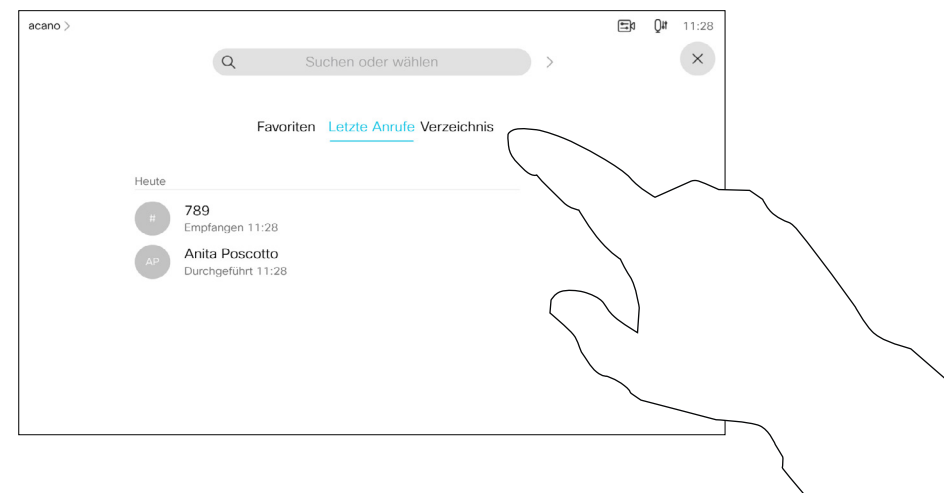 acano > 11:28
Suchen oder wählen >
Favoriten Letzte Anrufe Verzeichnis
Heute
#
789
Empfangen 11:28
AP
Anita Poscotto
Durchgeführt 11:28